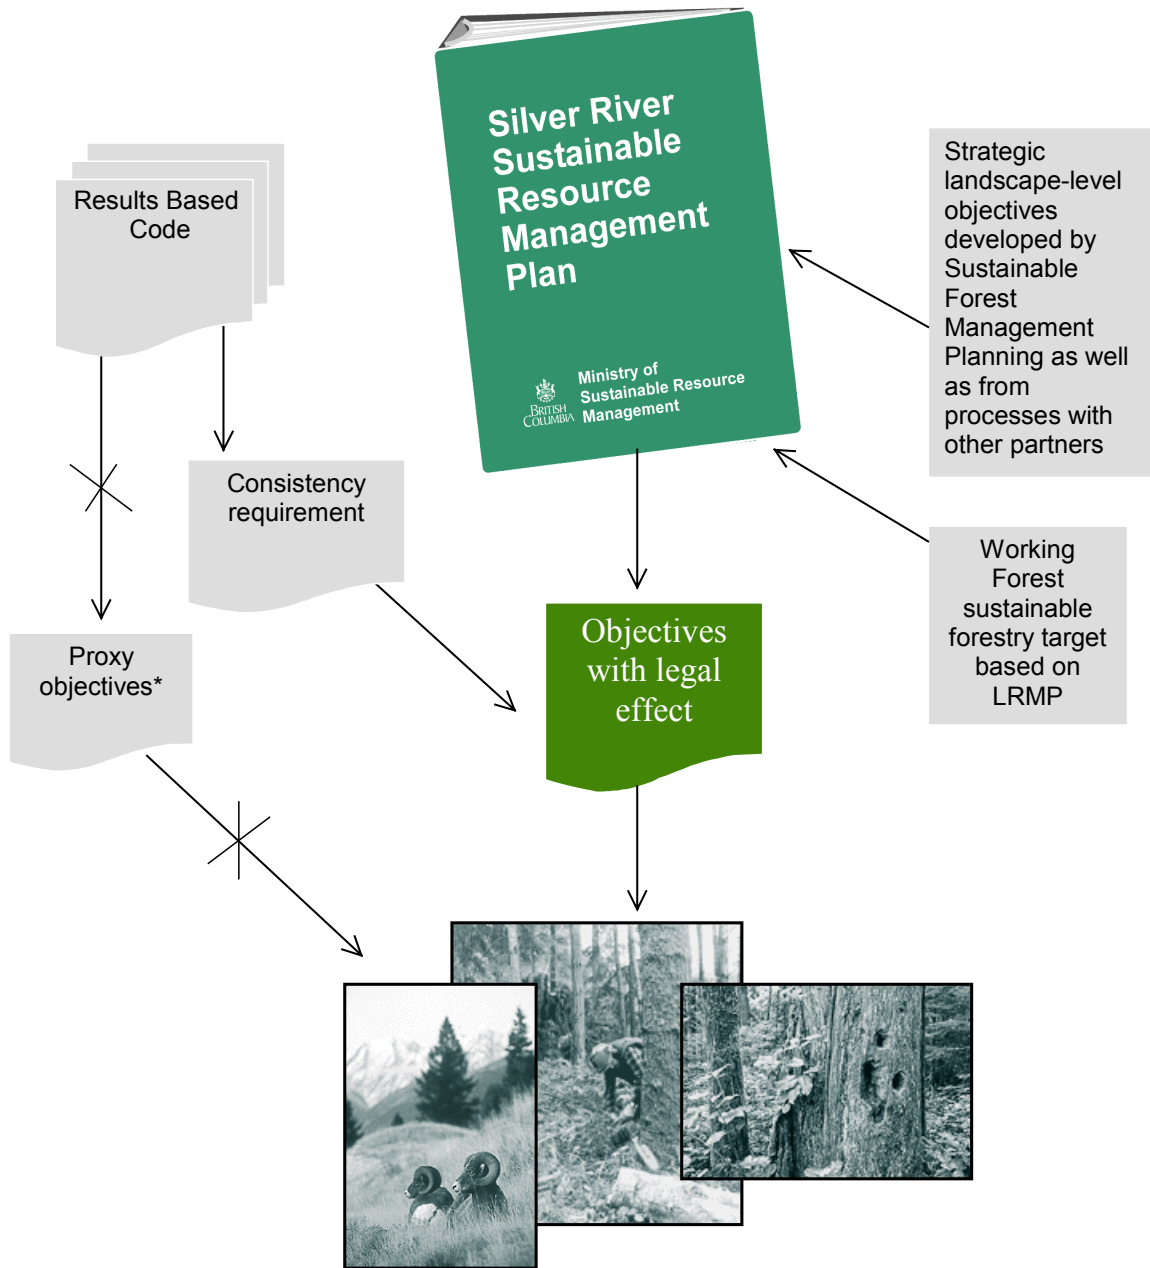 Silver River
Sustainable
Resource
Management
Plan
BRITISH
COLUMBIA
Ministry of
Sustainable Resource
Management
Results Based
Code
Strategic
landscape-level
objectives
developed by
Sustainable
Forest
Management
Planning as well
as from
processes with
other partners
Consistency
requirement
Working
Forest
sustainable
forestry target
based on
LRMP
Proxy
objectives*
Objectives
with legal
effect